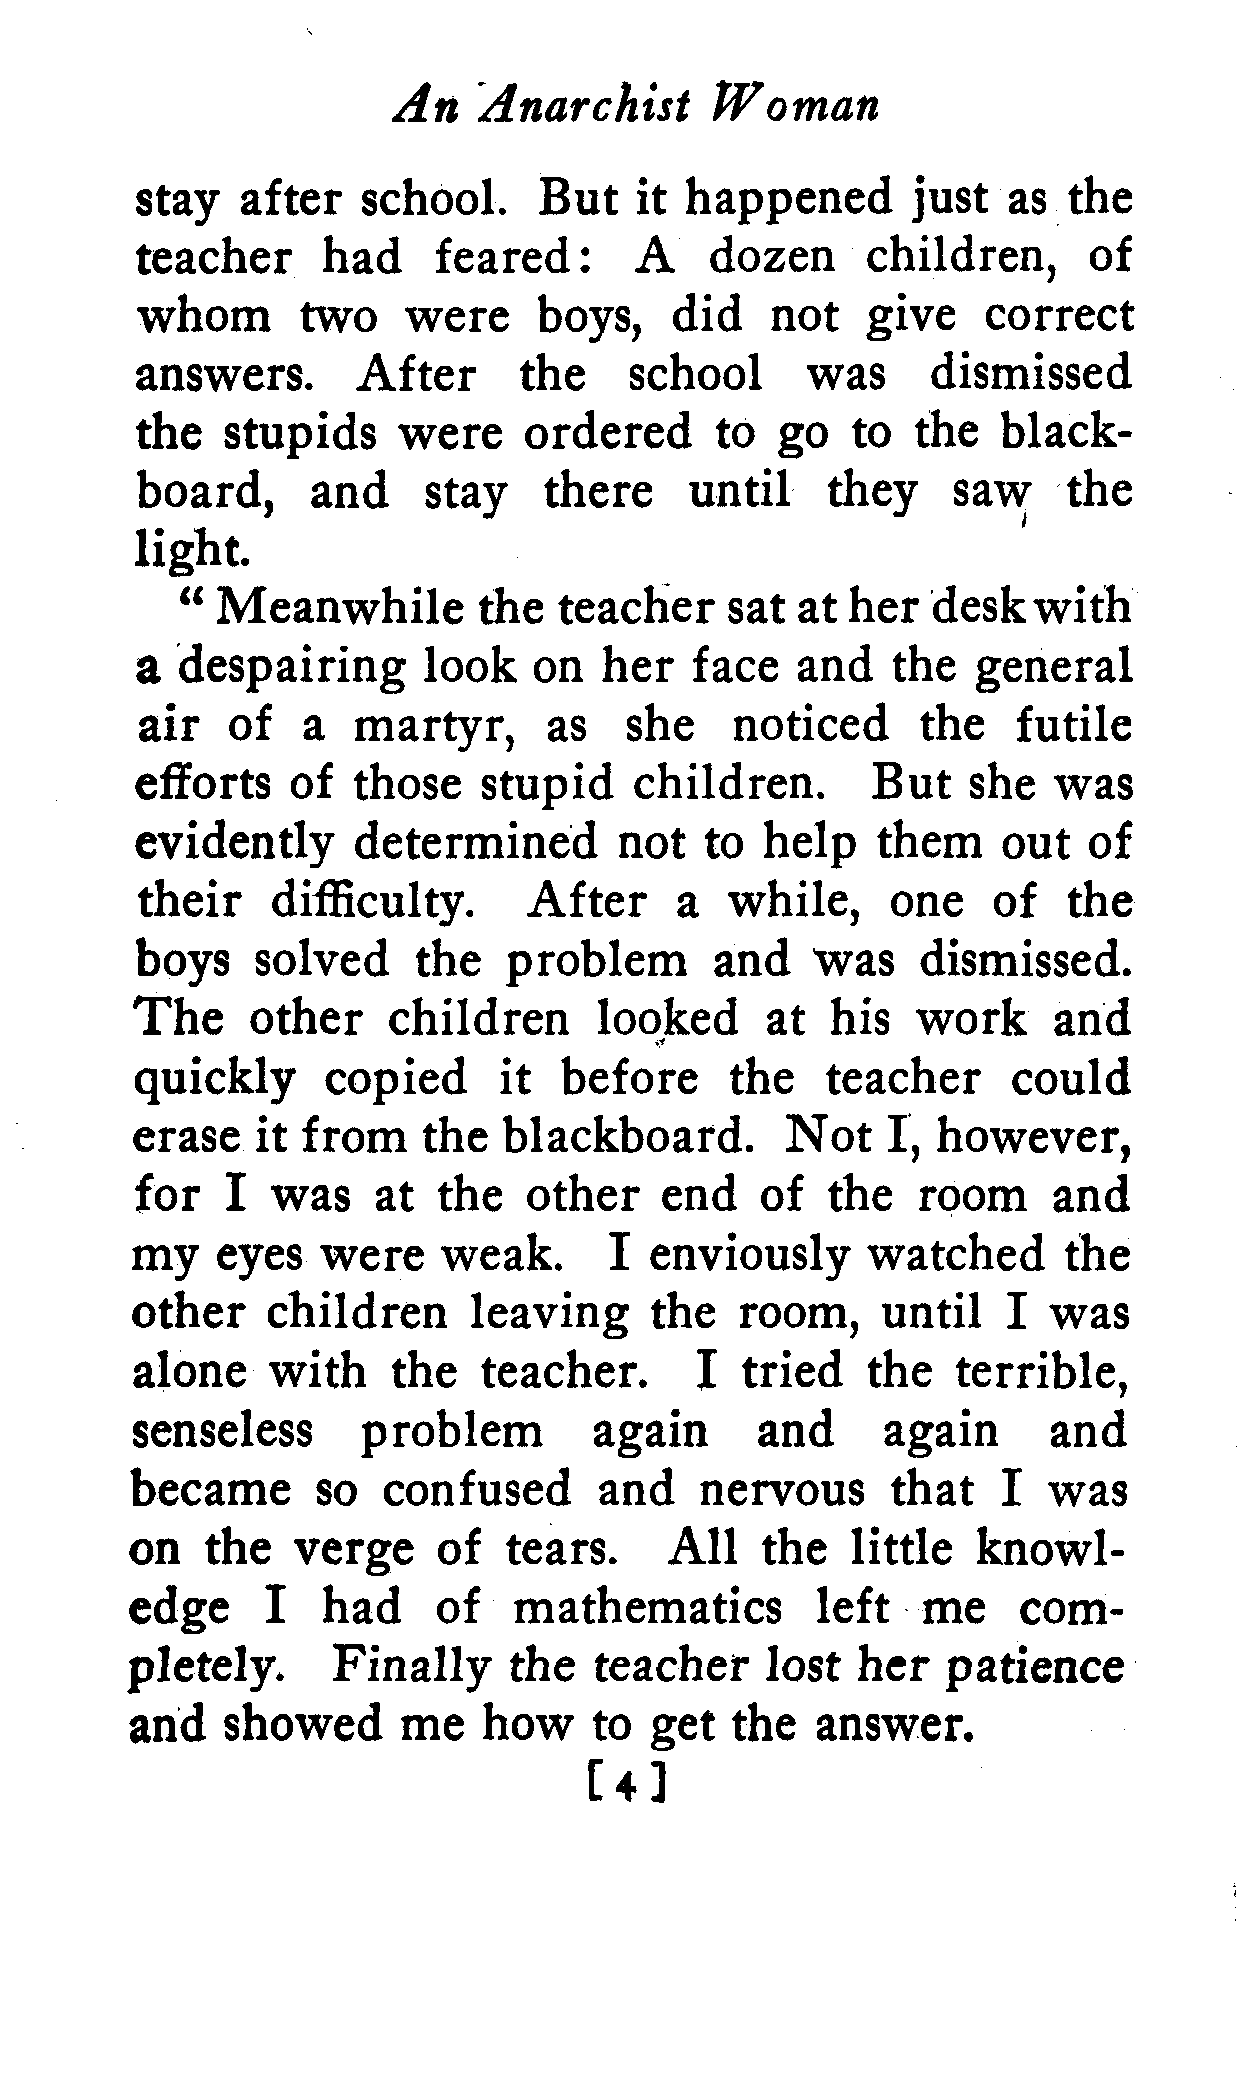 An Anarchist Woman
stay after school. But it happened just as the
teacher had feared: A dozen children, of
whom two were boys, did not give correct
answers. After the school was dismissed
the stupids were ordered to go to the black-
board, and stay there until they saw the
light.
“ Meanwhile the teacher sat at her desk with
a despairing look on her face and the general
air of a martyr, as she noticed the futile
efforts of those stupid children. But she was
evidently determined not to help them out of
their difficulty. After a while, one of the
boys solved the problem and was dismissed.
The other children looked at his work and
quickly copied it before the teacher could
erase it from the blackboard. Not I, however,
for I was at the other end of the room and
my eyes were weak. I enviously watched the
other children leaving the room, until I was
alone with the teacher. I tried the terrible,
senseless problem again and again and
became so confused and nervous that I was
on the verge of tears. All the little knowl-
edge I had of mathematics left me com-
pletely. Finally the teacher lost her patience
and showed me how to get the answer.
[ 4 ]